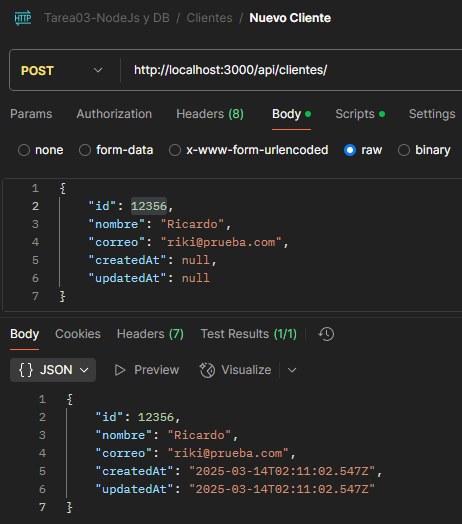 HTTP Tarea03-NodeJs y DB / Clientes / Nuevo Cliente
POST http://localhost:3000/api/clientes/
Params Authorization Headers (8) Body Scripts Settings
none form-data x-www-form-urlencoded raw binary
1 {
2 "id": 12356,
3 "nombre": "Ricardo",
4 "correo": "riki@prueba.com",
5 "createdAt": null,
6 "updatedAt": null
7 }
Body Cookies Headers (7) Test Results (1/1)
{} JSON Preview Visualize
1 {
2 "id": 12356,
3 "nombre": "Ricardo",
4 "correo": "riki@prueba.com",
5 "createdAt": "2025-03-14T02:11:02.547Z",
6 "updatedAt": "2025-03-14T02:11:02.547Z"
7 }